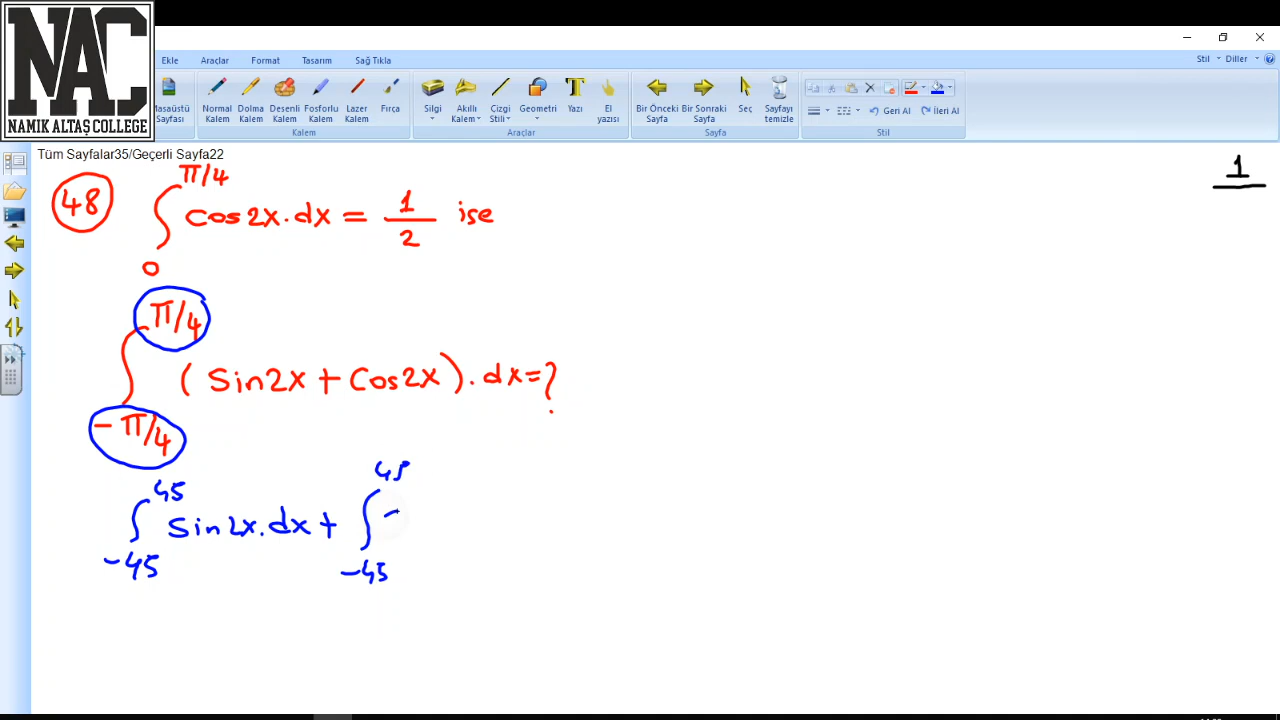 NAC
NAMIK ALTAŞ COLLEGE
Ekle Araçlar Format Tasarım Sağ Tıkla
Stil Diller
Masaüstü Sayfası
Normal Kalem
Dolma Kalem
Desenli Kalem
Fosforlu Kalem
Lazer Kalem
Fırça
Silgi
Akıllı Kalem
Çizgi Stili
Geometri
Yazı
El yazısı
Bir Önceki Sayfa
Bir Sonraki Sayfa
Seç
Sayfayı temizle
Geri Al
İleri Al
Kalem Araçlar Sayfa Stil
Tüm Sayfalar35/Geçerli Sayfa22
1
48 ∫ 0 π/4 Cos2x.dx = 1/2 ise
∫ -π/4 π/4 (Sin2x + Cos2x).dx=?
∫ -45 45 Sin2x.dx + ∫ -45 45